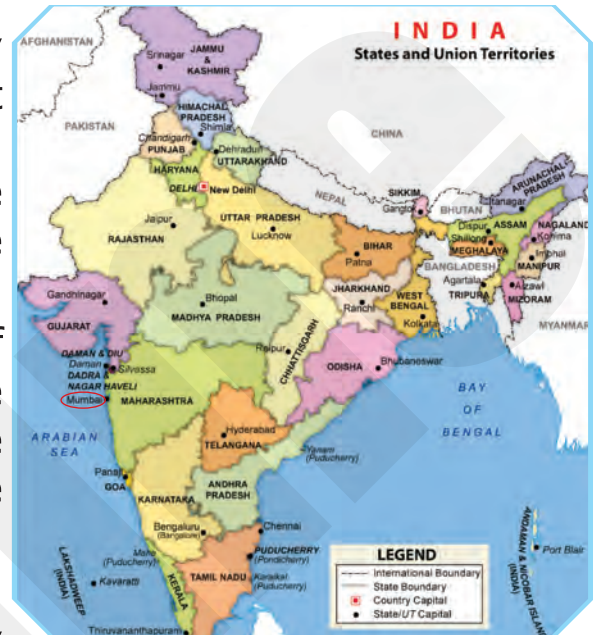 INDIA
States and Union Territories
AFGHANISTAN
Srinagar
JAMMU
&
KASHMIR
Jammu
PAKISTAN
HIMACHAL
PRADESH
Shimla
Chandigarh
PUNJAB
Dehradun
UTTARAKHAND
HARYANA
DELHI
New Delhi
CHINA
NEPAL
SIKKIM
Gangtok
BHUTAN
ARUNACHAL
PRADESH
Itanagar
Dispur
ASSAM
NAGALAND
Kohima
Shillong
MEGHALAYA
Imphal
MANIPUR
BANGLADESH
Agartala
TRIPURA
Aizawl
MIZORAM
MYANMAR
Jaipur
RAJASTHAN
UTTAR PRADESH
Lucknow
BIHAR
Patna
JHARKHAND
Ranchi
WEST
BENGAL
Kolkata
Gandhinagar
GUJARAT
Bhopal
MADHYA PRADESH
Raipur
CHHATTISGARH
ODISHA
Bhubaneswar
DAMAN & DIU
Daman
Silvassa
DADRA &
NAGAR HAVELI
Mumbai
MAHARASHTRA
Hyderabad
TELANGANA
Yanam
(Puducherry)
BAY
OF
BENGAL
ARABIAN
SEA
Panaji
GOA
KARNATAKA
ANDHRA
PRADESH
Bengaluru
(Bangalore)
Chennai
Mahe
(Puducherry)
PUDUCHERRY
(Pondicherry)
Karaikal
(Puducherry)
TAMIL NADU
KERALA
LAKSHADWEEP
(INDIA)
Kavaratti
Thiruvananthapuram
ANDAMAN & NICOBAR ISLAN
(INDIA)
Port Blair
LEGEND
International Boundary
State Boundary
Country Capital
State/UT Capital